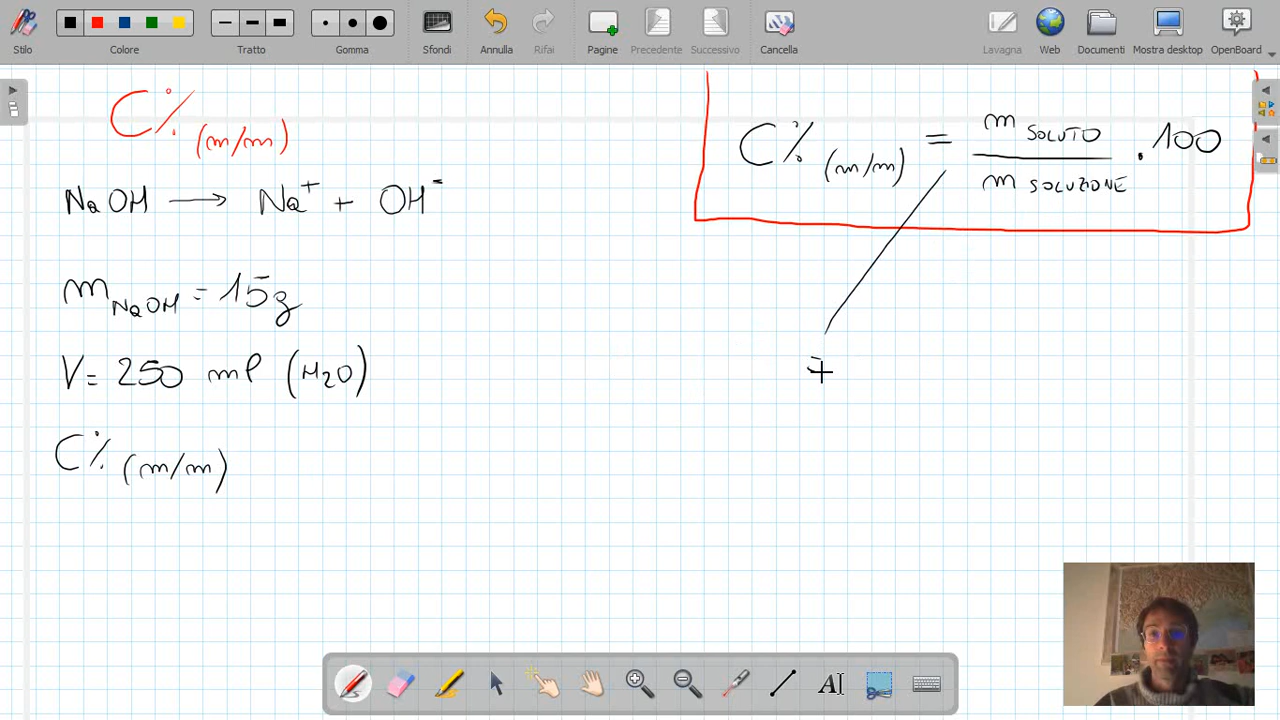 Stilo Colore Tratto Gomma Sfondi Annulla Rifai Pagine Precedente Successivo Cancella Lavagna Web Documenti Mostra desktop OpenBoard
C% (m/m)
C% (m/m) = m SOLUTO / m SOLUZIONE . 100
NaOH → Na+ + OH-
m NaOH = 15g
V = 250 ml (H2O)
C% (m/m)
AI